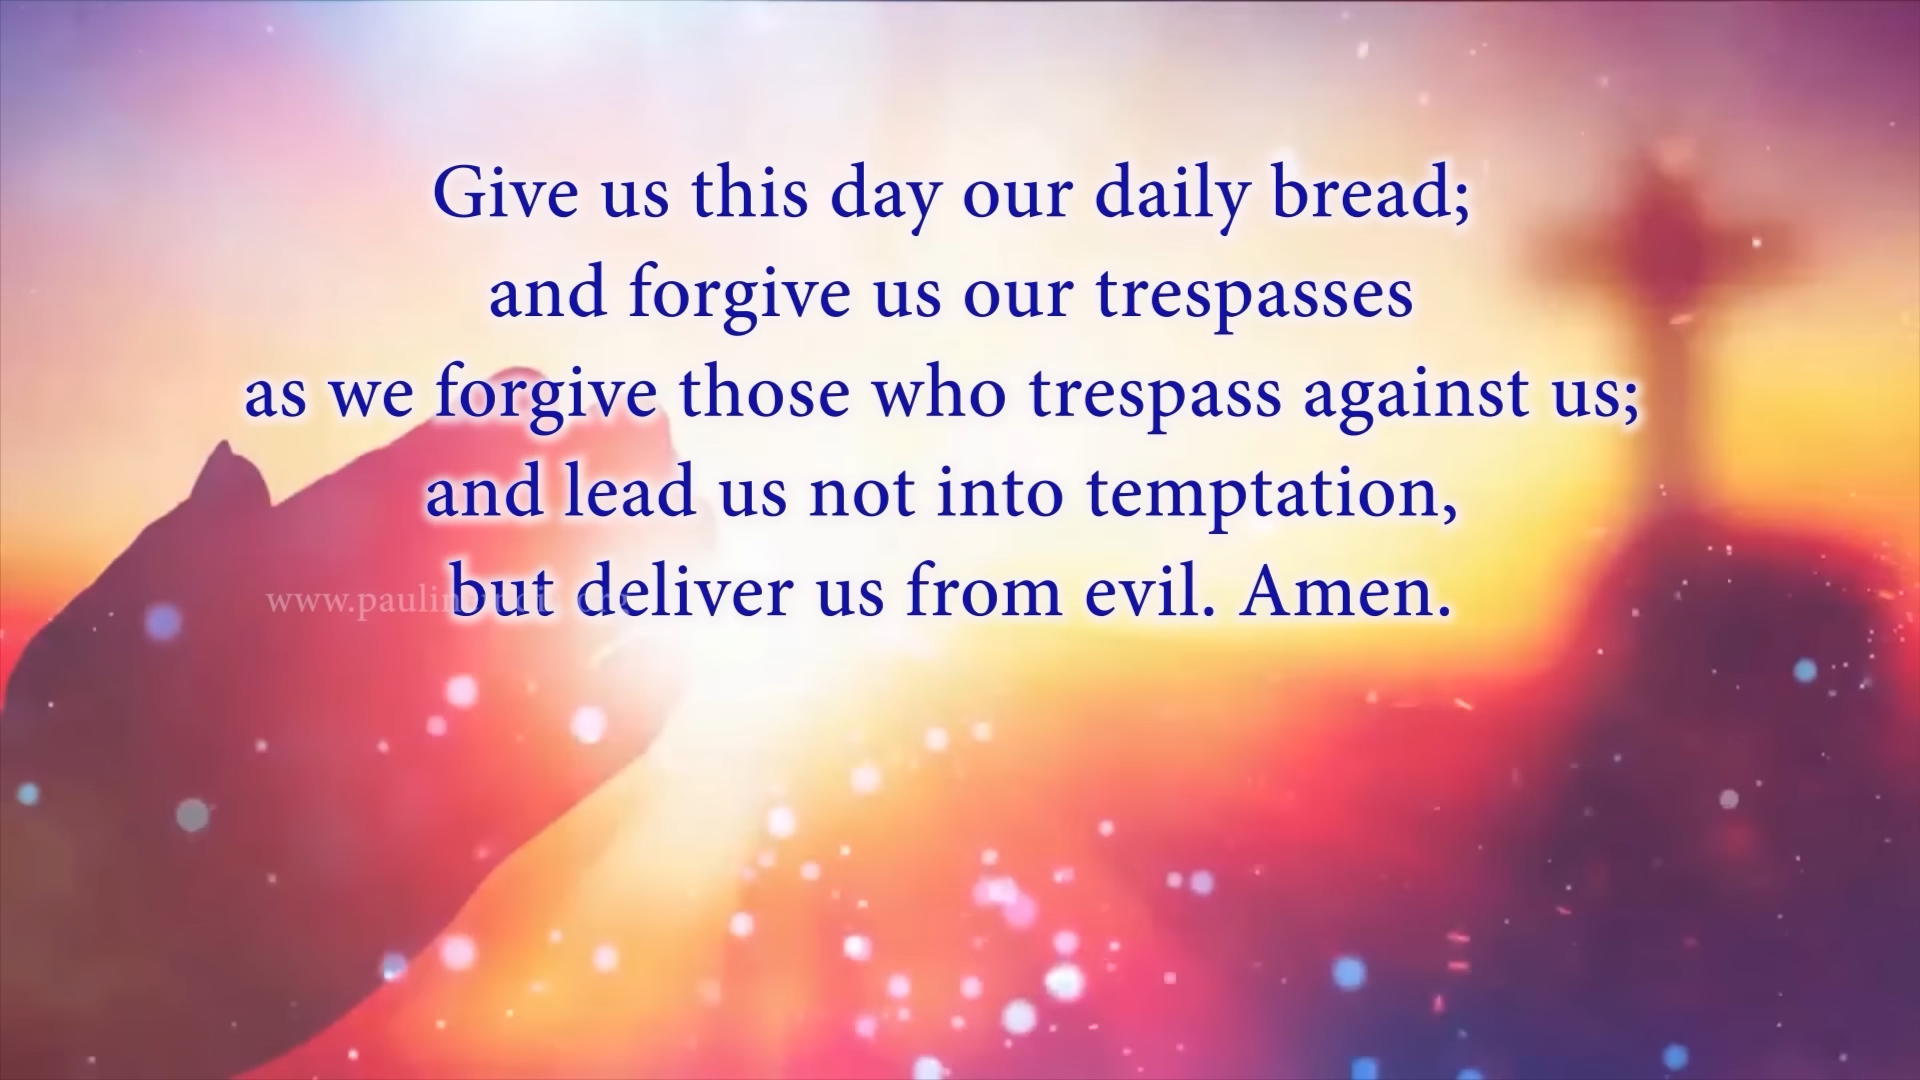 Give us this day our daily bread;
and forgive us our trespasses
as we forgive those who trespass against us;
and lead us not into temptation,
but deliver us from evil. Amen.